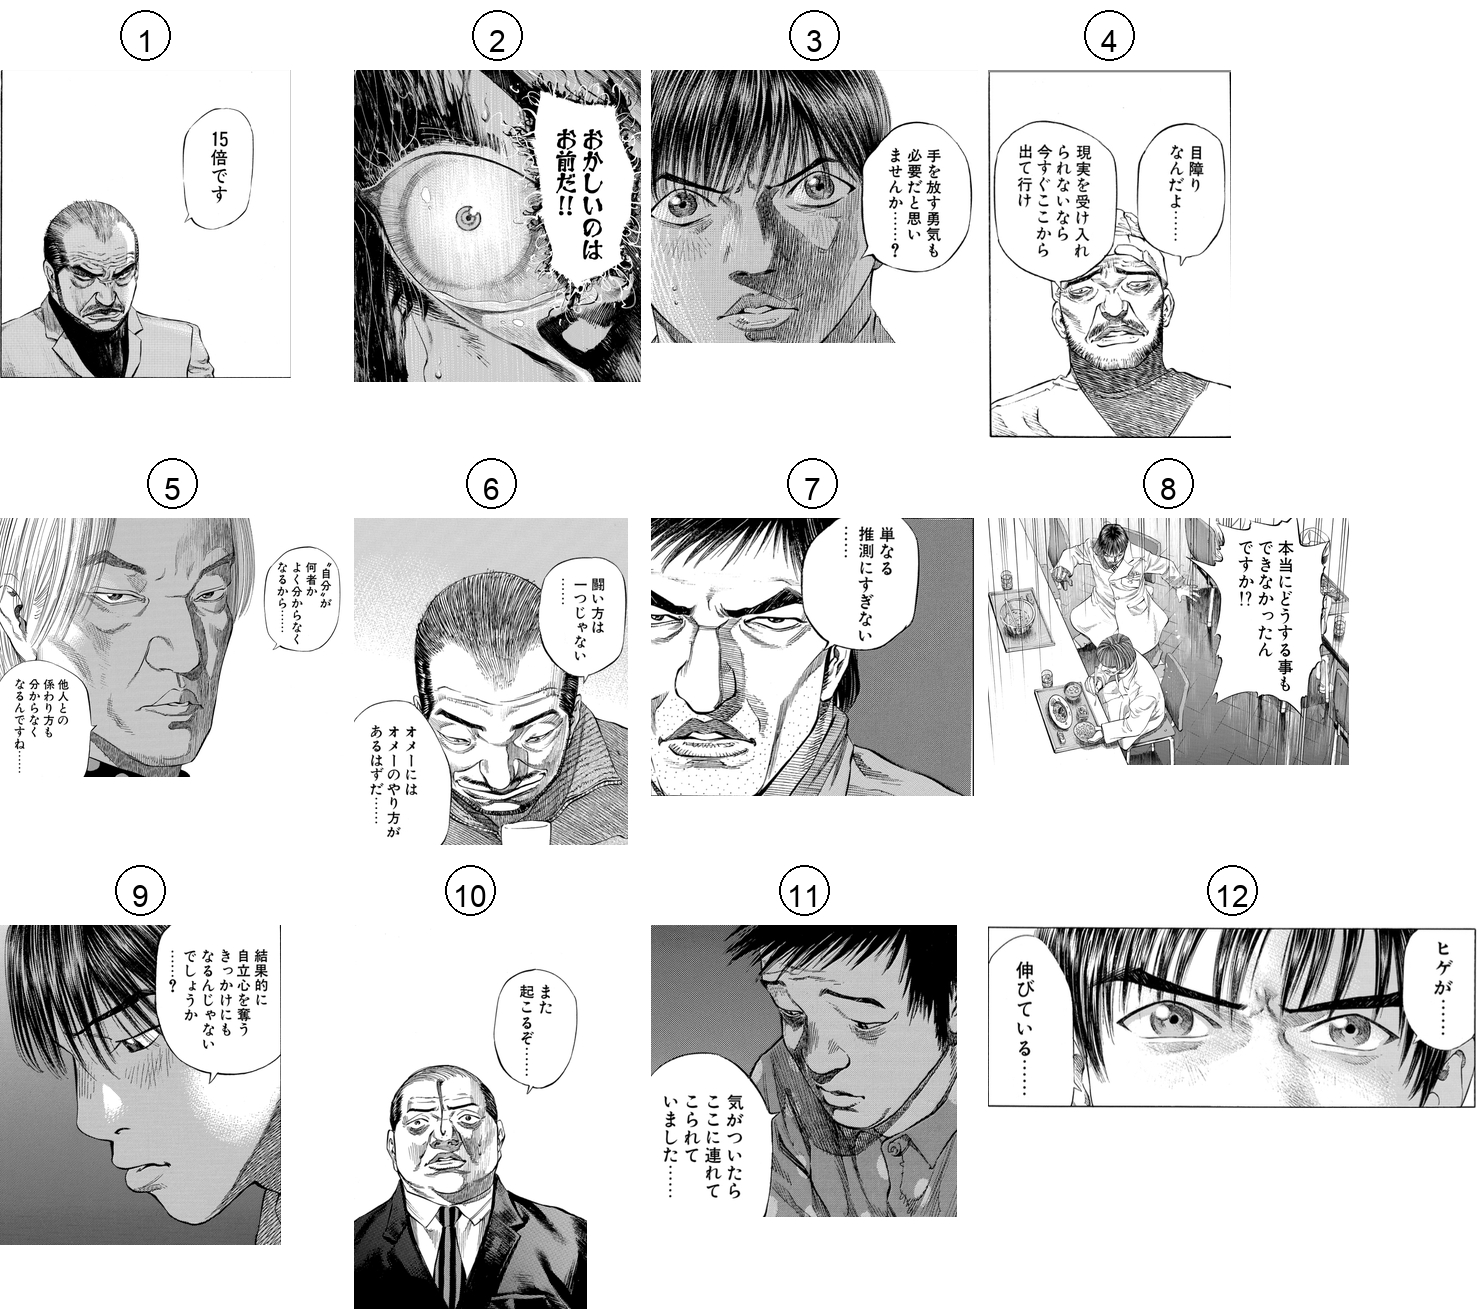 1
15倍です
2
おかしいのは
お前だ!!
3
手を放す勇気も
必要だと思い
ませんか……?
4
目障り
なんだよ……
現実を受け入れ
られないなら
今すぐここから
出て行け
5
“自分”が
何者か
よく分からなく
なるから……
他人との
係わり方も
分からなく
なるんですね……
6
闘い方は
一つじゃない
……
オメーには
オメーのやり方が
あるはずだ……
7
単なる
推測にすぎない
……
8
本当にどうする事も
できなかったん
ですか!?
9
結果的に
自立心を奪う
きっかけにも
なるんじゃない
でしょうか
……?
10
また
起こるぞ……
11
気がついたら
ここに連れて
こられて
いました……
12
ヒゲが……
伸びている……